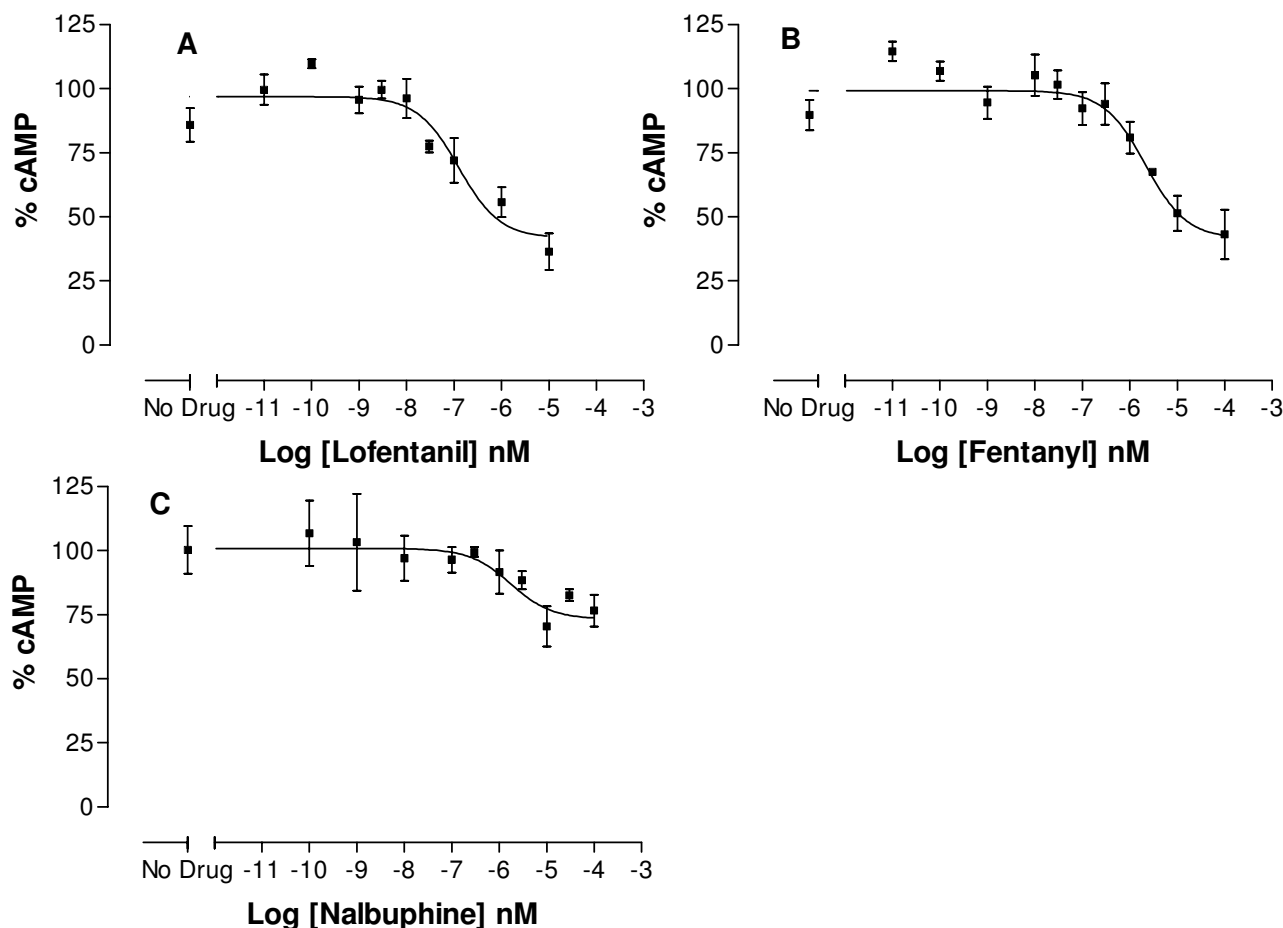 A
% cAMP
125
100
75
50
25
0
No Drug -11 -10 -9 -8 -7 -6 -5 -4 -3
Log [Lofentanil] nM
B
% cAMP
125
100
75
50
25
0
No Drug -11 -10 -9 -8 -7 -6 -5 -4 -3
Log [Fentanyl] nM
C
% cAMP
125
100
75
50
25
0
No Drug -11 -10 -9 -8 -7 -6 -5 -4 -3
Log [Nalbuphine] nM